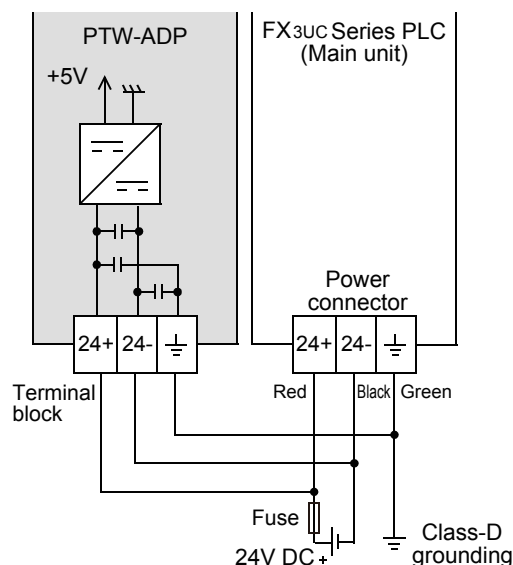 PTW-ADP
+5V
24+ 24-
Terminal
block
FX3UC Series PLC
(Main unit)
Power
connector
24+ 24-
Red Black Green
Fuse
24V DC +
Class-D
grounding